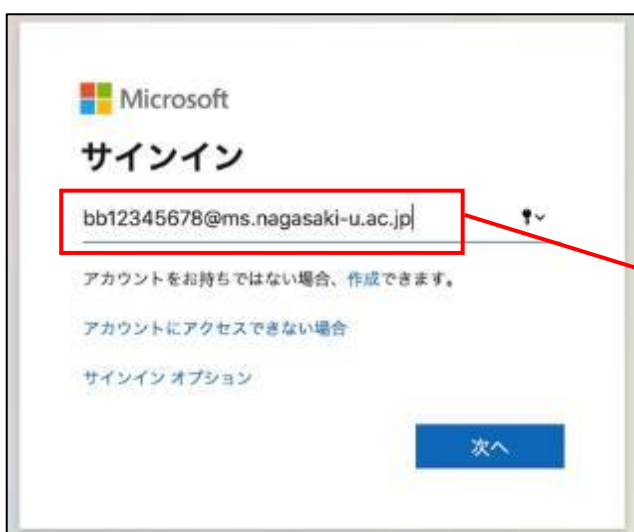 Microsoft
サインイン
bb12345678@ms.nagasaki-u.ac.jp
アカウントをお持ちではない場合、作成できます。
アカウントにアクセスできない場合
サインイン オプション
次へ